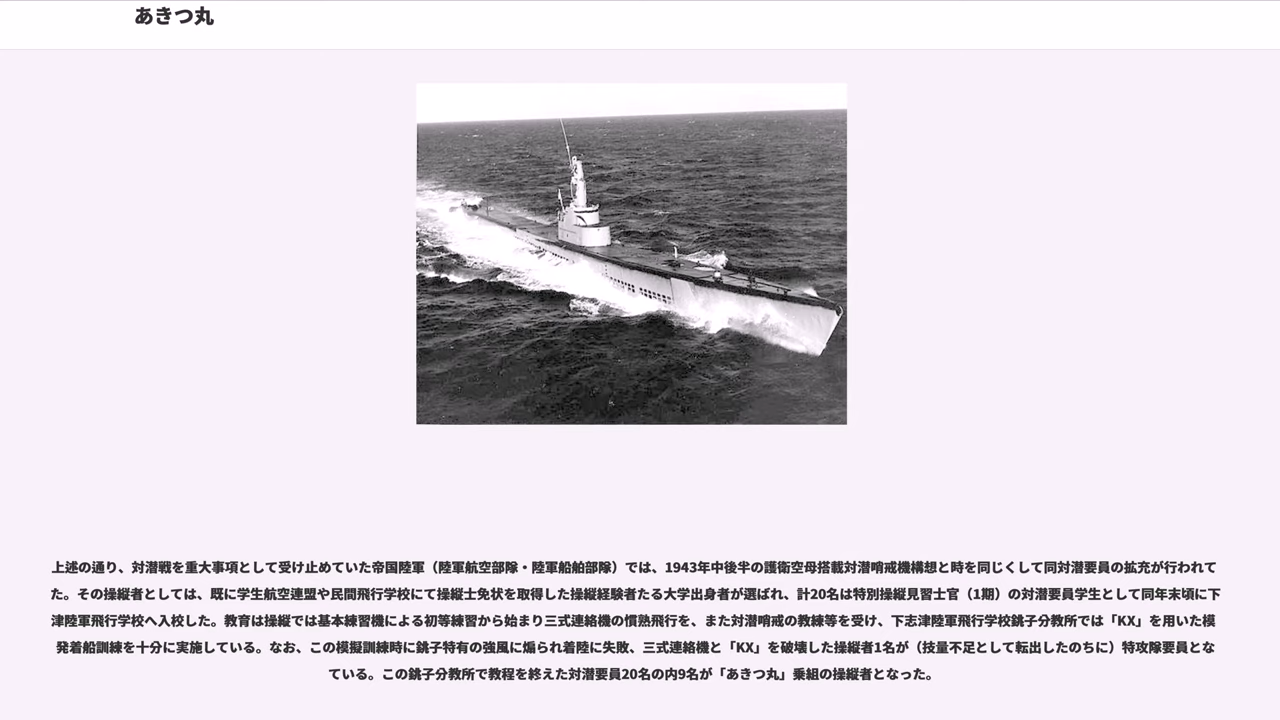 あきつ丸
上述の通り、対潜戦を重大事項として受け止めていた帝国陸軍（陸軍航空部隊・陸軍船舶部隊）では、1943年中後半の護衛空母搭載対潜哨戒機構想と時を同じくして同対潜要員の拡充が行われて
た。その操縦者としては、既に学生航空連盟や民間飛行学校にて操縦士免状を取得した操縦経験者たる大学出身者が選ばれ、計20名は特別操縦見習士官（1期）の対潜要員学生として同年末頃に下
津陸軍飛行学校へ入校した。教育は操縦では基本練習機による初等練習から始まり三式連絡機の慣熟飛行を、また対潜哨戒の教練等を受け、下志津陸軍飛行学校銚子分教所では「KX」を用いた模
発着船訓練を十分に実施している。なお、この模擬訓練時に銚子特有の強風に煽られ着陸に失敗、三式連絡機と「KX」を破壊した操縦者1名が（技量不足として転出したのちに）特攻隊要員とな
ている。この銚子分教所で教程を終えた対潜要員20名の内9名が「あきつ丸」乗組の操縦者となった。